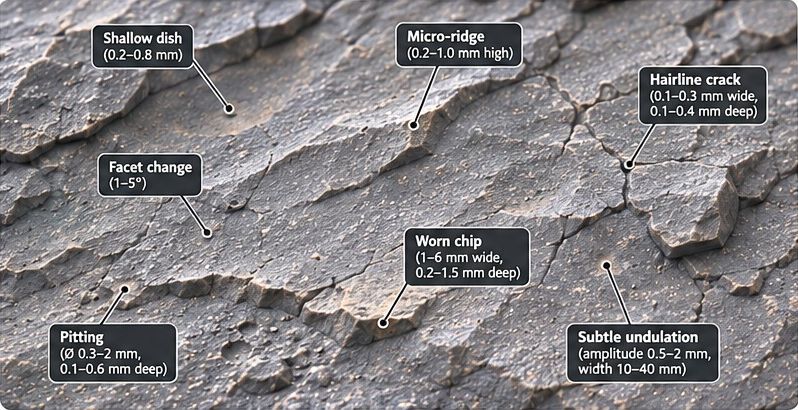 Shallow dish
(0.2–0.8 mm)
Micro-ridge
(0.2–1.0 mm high)
Hairline crack
(0.1–0.3 mm wide,
0.1–0.4 mm deep)
Facet change
(1–5°)
Worn chip
(1–6 mm wide,
0.2–1.5 mm deep)
Pitting
(Ø 0.3–2 mm,
0.1–0.6 mm deep)
Subtle undulation
(amplitude 0.5–2 mm,
width 10–40 mm)